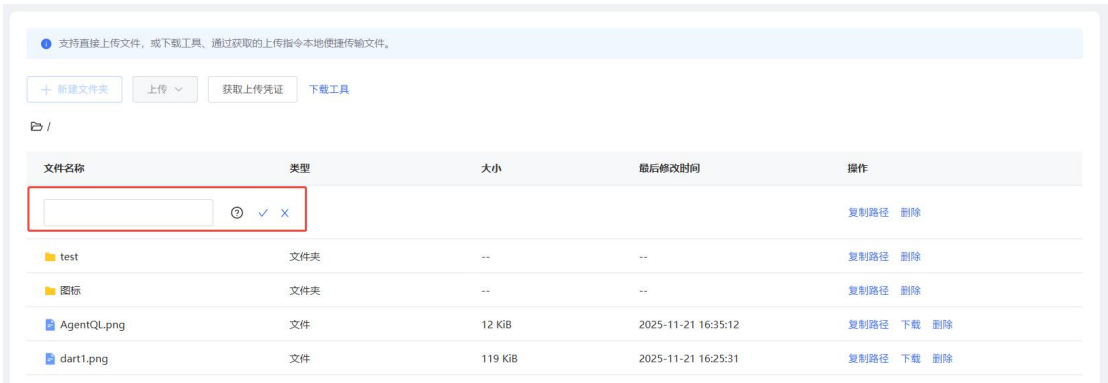 支持直接上传文件，或下载工具、通过获取的上传指令本地便捷传输文件。
+ 新建文件夹 上传 获取上传凭证 下载工具
/
文件名称 类型 大小 最后修改时间 操作
复制路径 删除
test 文件夹 -- -- 复制路径 删除
图标 文件夹 -- -- 复制路径 删除
AgentQL.png 文件 12 KiB 2025-11-21 16:35:12 复制路径 下载 删除
dart1.png 文件 119 KiB 2025-11-21 16:25:31 复制路径 下载 删除